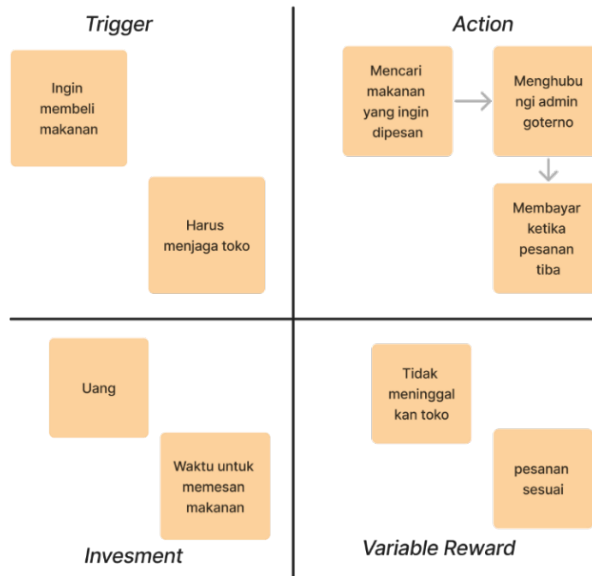 Trigger
Ingin
membeli
makanan
Harus
menjaga toko
Action
Mencari
makanan
yang ingin
dipesan
Menghubu
ngi admin
goterno
Membayar
ketika
pesanan
tiba
Uang
Waktu untuk
memesan
makanan
Invesment
Tidak
meninggal
kan toko
pesanan
sesuai
Variable Reward